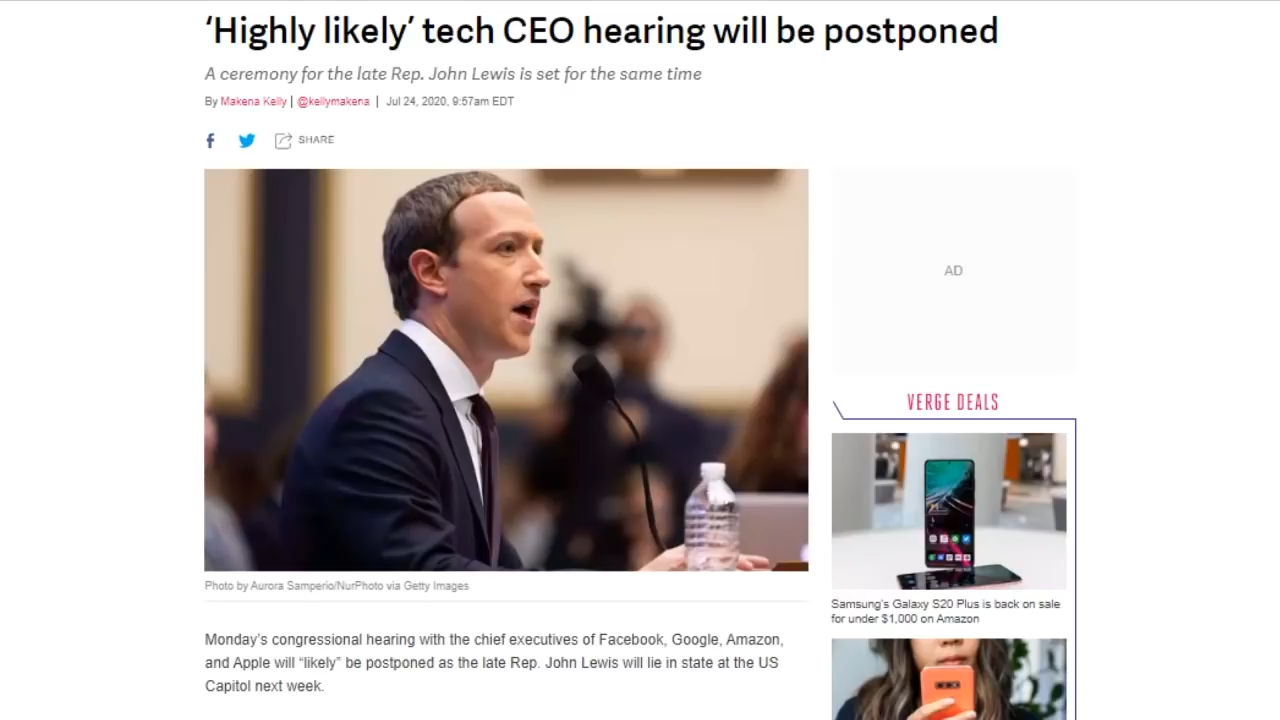 ‘Highly likely’ tech CEO hearing will be postponed
A ceremony for the late Rep. John Lewis is set for the same time
By Makena Kelly | @kellymakena | Jul 24, 2020, 9:57am EDT
SHARE
AD
VERGE DEALS
Samsung's Galaxy S20 Plus is back on sale
for under $1,000 on Amazon
Photo by Aurora Samperio/NurPhoto via Getty Images
Monday’s congressional hearing with the chief executives of Facebook, Google, Amazon,
and Apple will “likely” be postponed as the late Rep. John Lewis will lie in state at the US
Capitol next week.